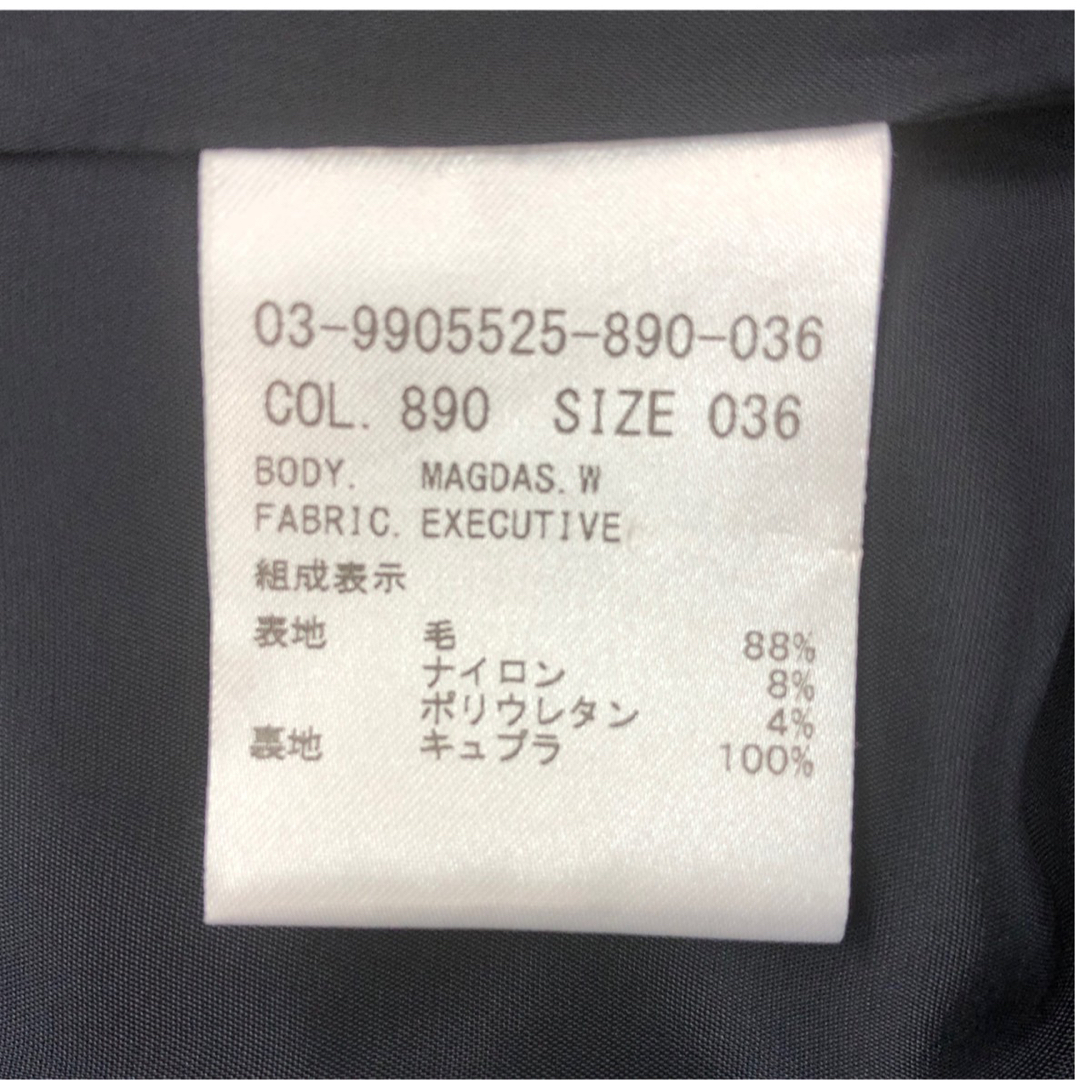 03-9905525-890-036
COL. 890 SIZE 036
BODY. MAGDAS.W
FABRIC. EXECUTIVE
組成表示
表地 毛 88%
ナイロン 8%
ポリウレタン 4%
裏地 キュプラ 100%